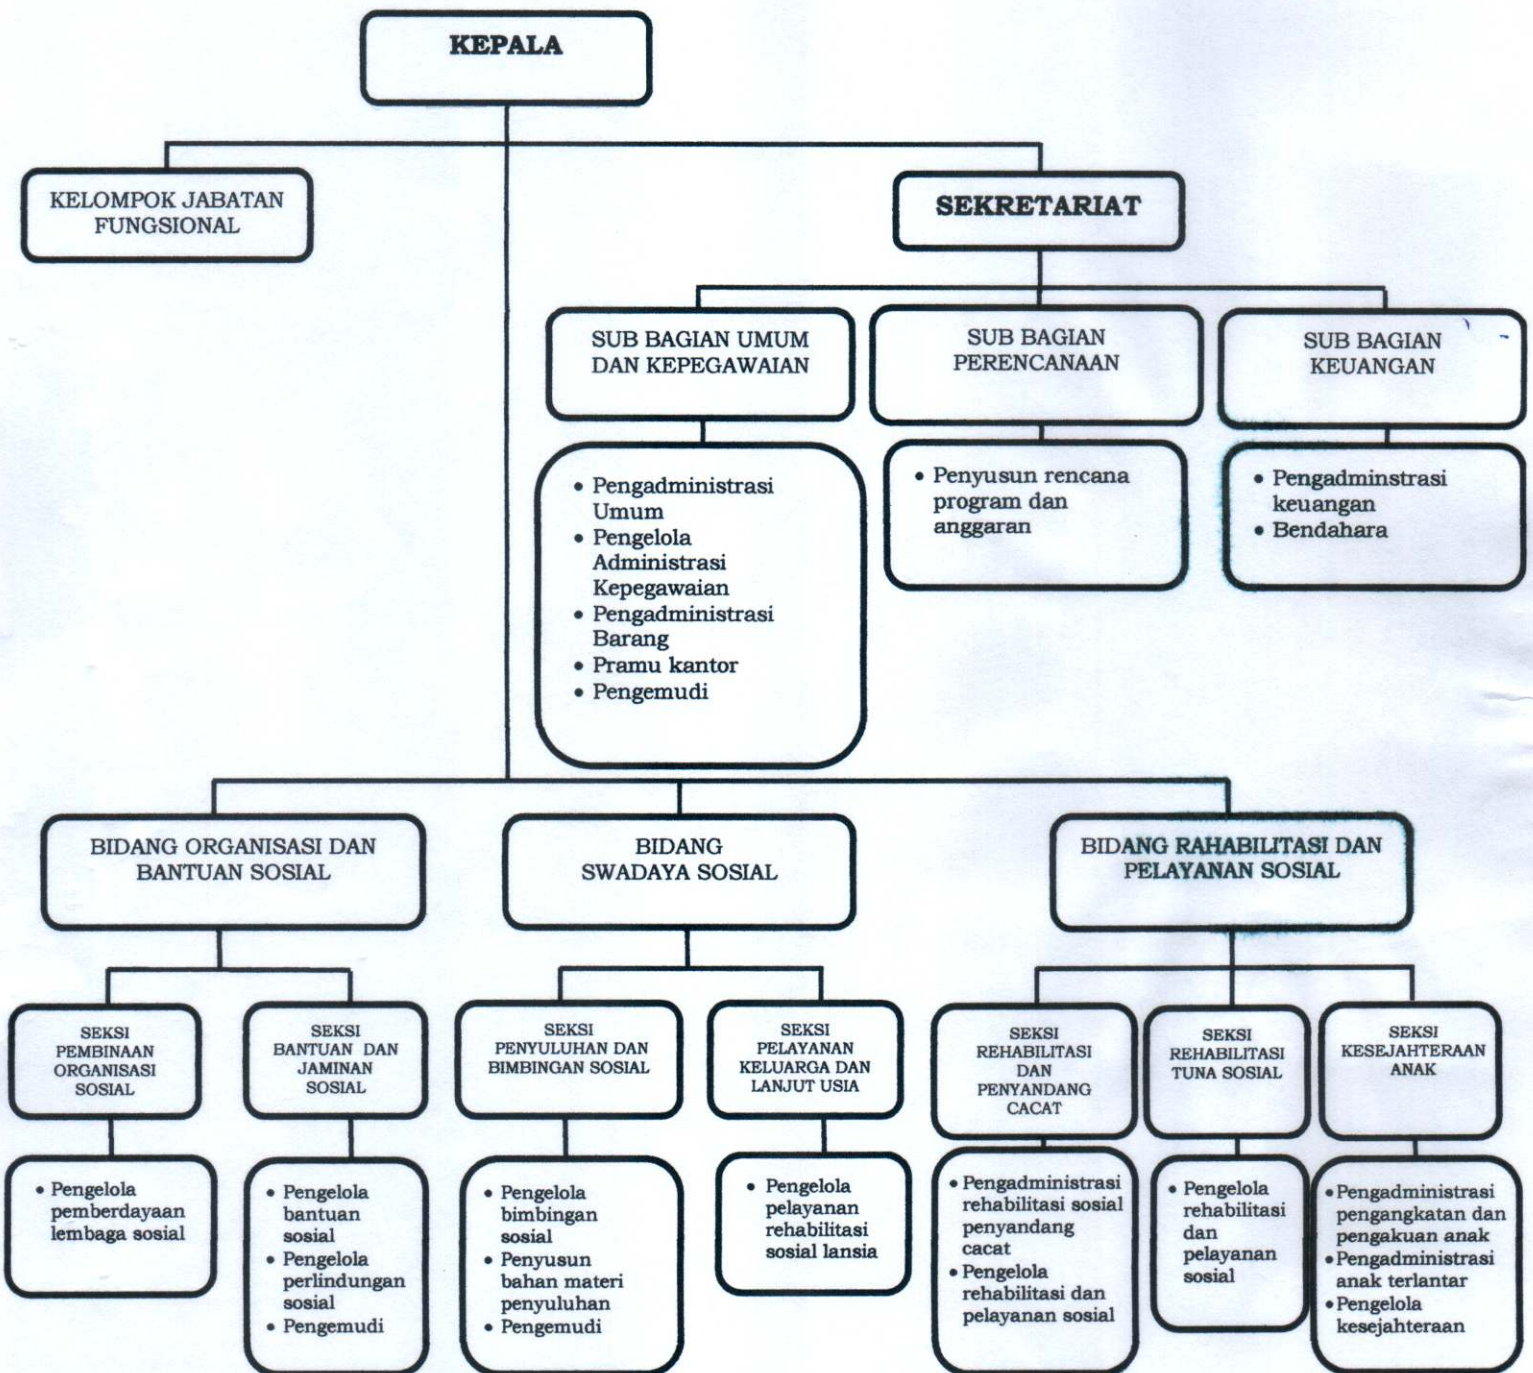 KEPALA
KELOMPOK JABATAN
FUNGSIONAL
SEKRETARIAT
SUB BAGIAN UMUM
DAN KEPEGAWAIAN
SUB BAGIAN
PERENCANAAN
SUB BAGIAN
KEUANGAN
• Pengadministrasi
Umum
• Pengelola
Administrasi
Kepegawaian
• Pengadministrasi
Barang
• Pramu kantor
• Pengemudi
• Penyusun rencana
program dan
anggaran
• Pengadminstrasi
keuangan
• Bendahara
BIDANG ORGANISASI DAN
BANTUAN SOSIAL
BIDANG
SWADAYA SOSIAL
BIDANG RAHABILITASI DAN
PELAYANAN SOSIAL
SEKSI
PEMBINAAN
ORGANISASI
SOSIAL
SEKSI
BANTUAN DAN
JAMINAN
SOSIAL
SEKSI
PENYULUHAN DAN
BIMBINGAN SOSIAL
SEKSI
PELAYANAN
KELUARGA DAN
LANJUT USIA
SEKSI
REHABILITASI
DAN
PENYANDANG
CACAT
SEKSI
REHABILITASI
TUNA SOSIAL
SEKSI
KESEJAHTERAAN
ANAK
• Pengelola
pemberdayaan
lembaga sosial
• Pengelola
bantuan
sosial
• Pengelola
perlindungan
sosial
• Pengemudi
• Pengelola
bimbingan
sosial
• Penyusun
bahan materi
penyuluhan
• Pengemudi
• Pengelola
pelayanan
rehabilitasi
sosial lansia
• Pengadministrasi
rehabilitasi sosial
penyandang
cacat
• Pengelola
rehabilitasi dan
pelayanan sosial
• Pengelola
rehabilitasi
dan
pelayanan
sosial
• Pengadministrasi
pengangkatan dan
pengakuan anak
• Pengadministrasi
anak terlantar
• Pengelola
kesejahteraan